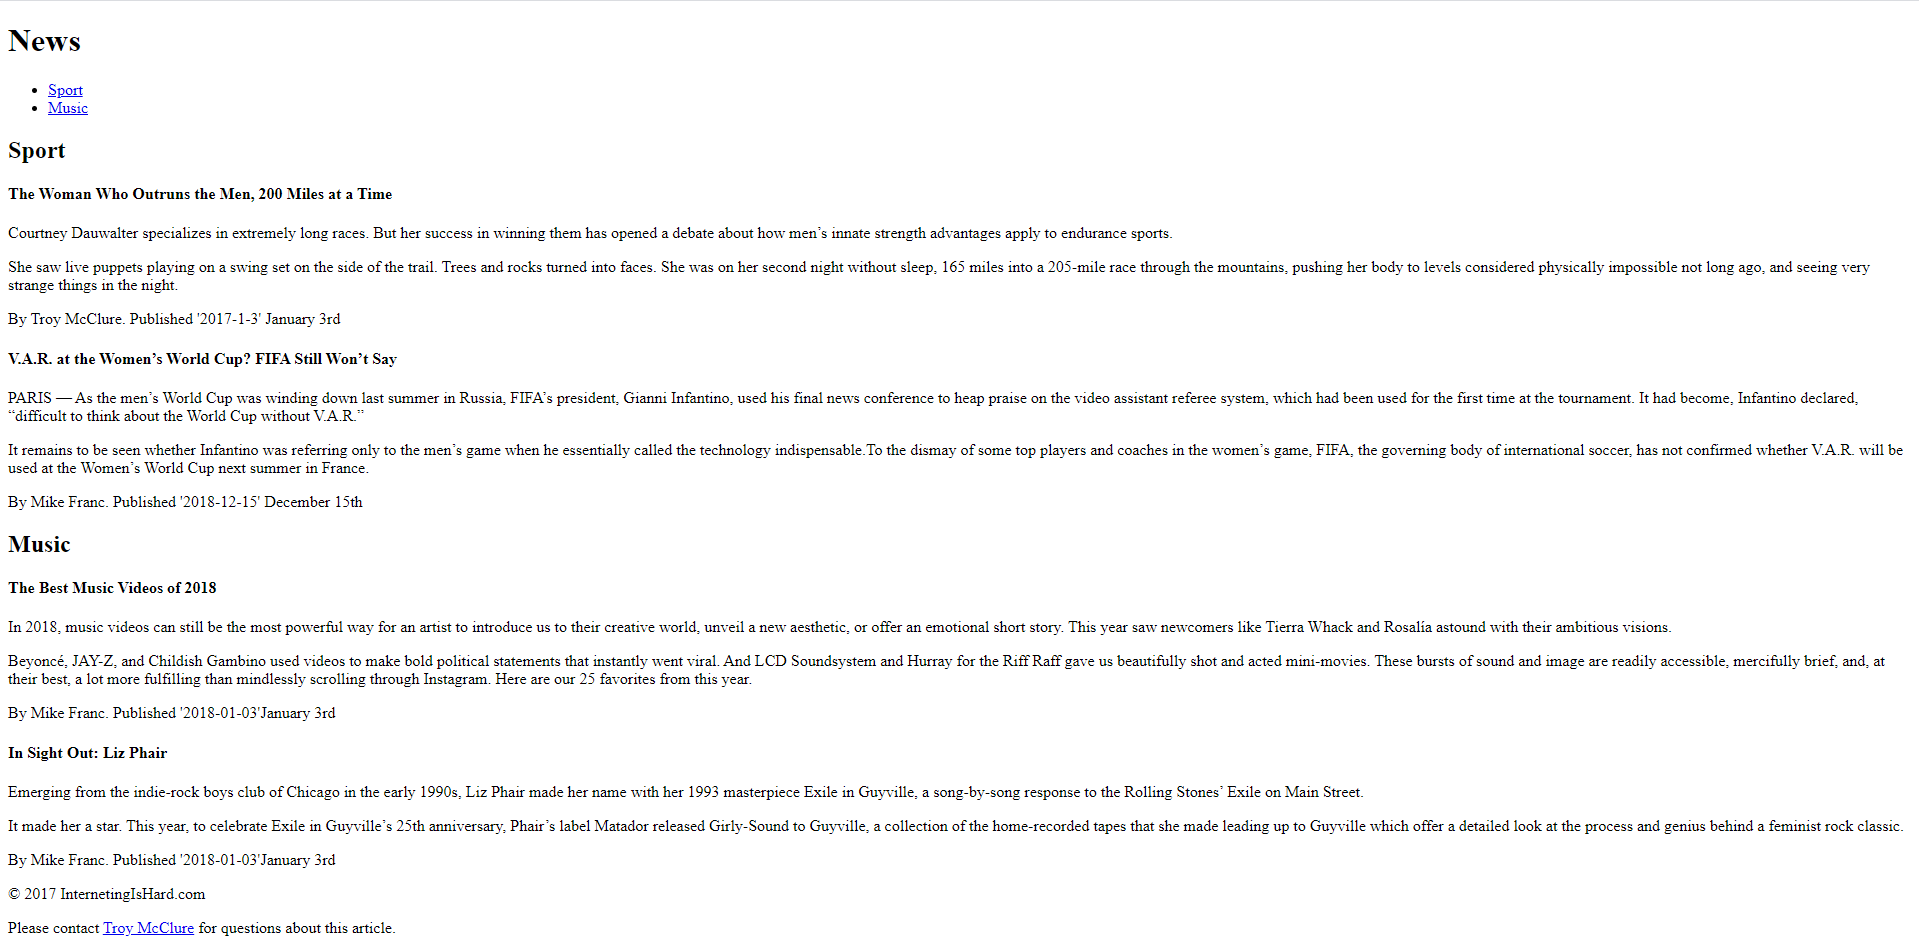 News
Sport
Music
Sport
The Woman Who Outruns the Men, 200 Miles at a Time
Courtney Dauwalter specializes in extremely long races. But her success in winning them has opened a debate about how men’s innate strength advantages apply to endurance sports.
She saw live puppets playing on a swing set on the side of the trail. Trees and rocks turned into faces. She was on her second night without sleep, 165 miles into a 205-mile race through the mountains, pushing her body to levels considered physically impossible not long ago, and seeing very
strange things in the night.
By Troy McClure. Published '2017-1-3' January 3rd
V.A.R. at the Women’s World Cup? FIFA Still Won’t Say
PARIS — As the men’s World Cup was winding down last summer in Russia, FIFA’s president, Gianni Infantino, used his final news conference to heap praise on the video assistant referee system, which had been used for the first time at the tournament. It had become, Infantino declared,
“difficult to think about the World Cup without V.A.R.”
It remains to be seen whether Infantino was referring only to the men’s game when he essentially called the technology indispensable.To the dismay of some top players and coaches in the women’s game, FIFA, the governing body of international soccer, has not confirmed whether V.A.R. will be
used at the Women’s World Cup next summer in France.
By Mike Franc. Published '2018-12-15' December 15th
Music
The Best Music Videos of 2018
In 2018, music videos can still be the most powerful way for an artist to introduce us to their creative world, unveil a new aesthetic, or offer an emotional short story. This year saw newcomers like Tierra Whack and Rosalía astound with their ambitious visions.
Beyoncé, JAY-Z, and Childish Gambino used videos to make bold political statements that instantly went viral. And LCD Soundsystem and Hurray for the Riff Raff gave us beautifully shot and acted mini-movies. These bursts of sound and image are readily accessible, mercifully brief, and, at
their best, a lot more fulfilling than mindlessly scrolling through Instagram. Here are our 25 favorites from this year.
By Mike Franc. Published '2018-01-03'January 3rd
In Sight Out: Liz Phair
Emerging from the indie-rock boys club of Chicago in the early 1990s, Liz Phair made her name with her 1993 masterpiece Exile in Guyville, a song-by-song response to the Rolling Stones’ Exile on Main Street.
It made her a star. This year, to celebrate Exile in Guyville’s 25th anniversary, Phair’s label Matador released Girly-Sound to Guyville, a collection of the home-recorded tapes that she made leading up to Guyville which offer a detailed look at the process and genius behind a feminist rock classic.
By Mike Franc. Published '2018-01-03'January 3rd
© 2017 InternetingIsHard.com
Please contact Troy McClure for questions about this article.